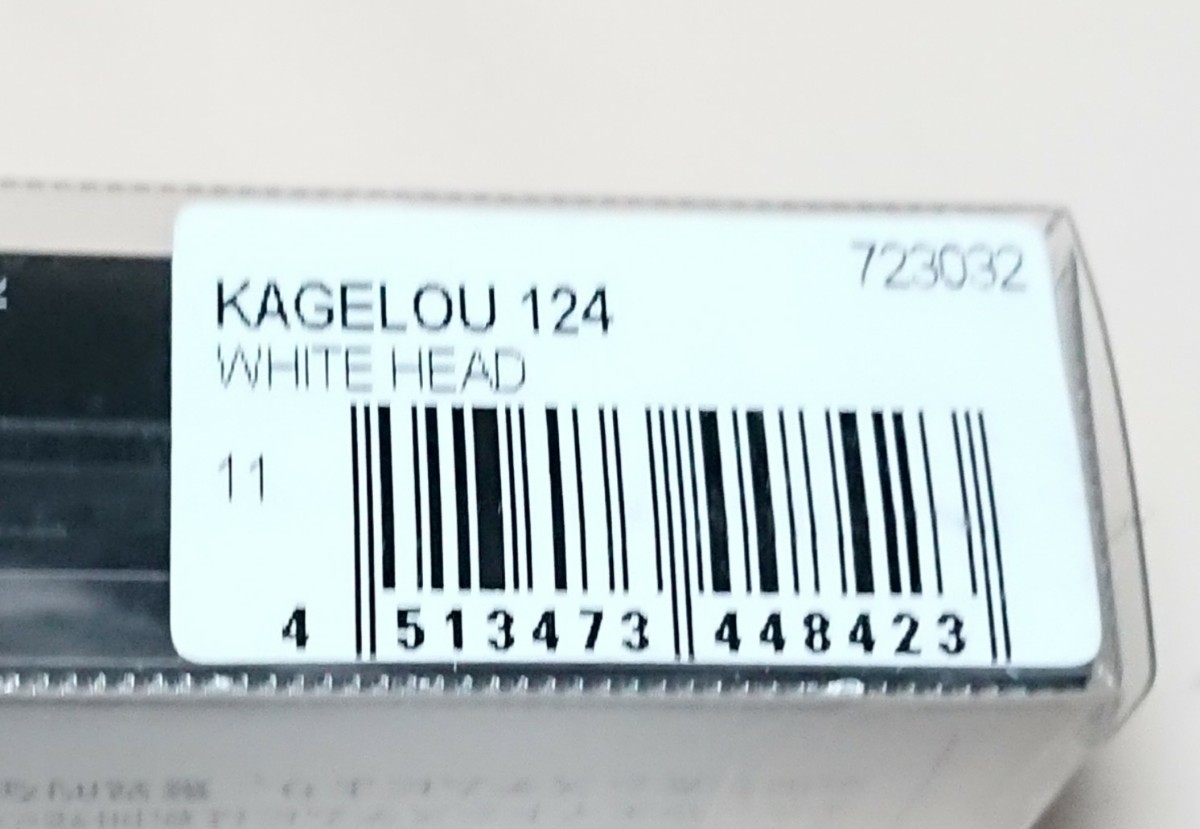 723032
KAGELOU 124
WHITE HEAD
11
4 513473 448423